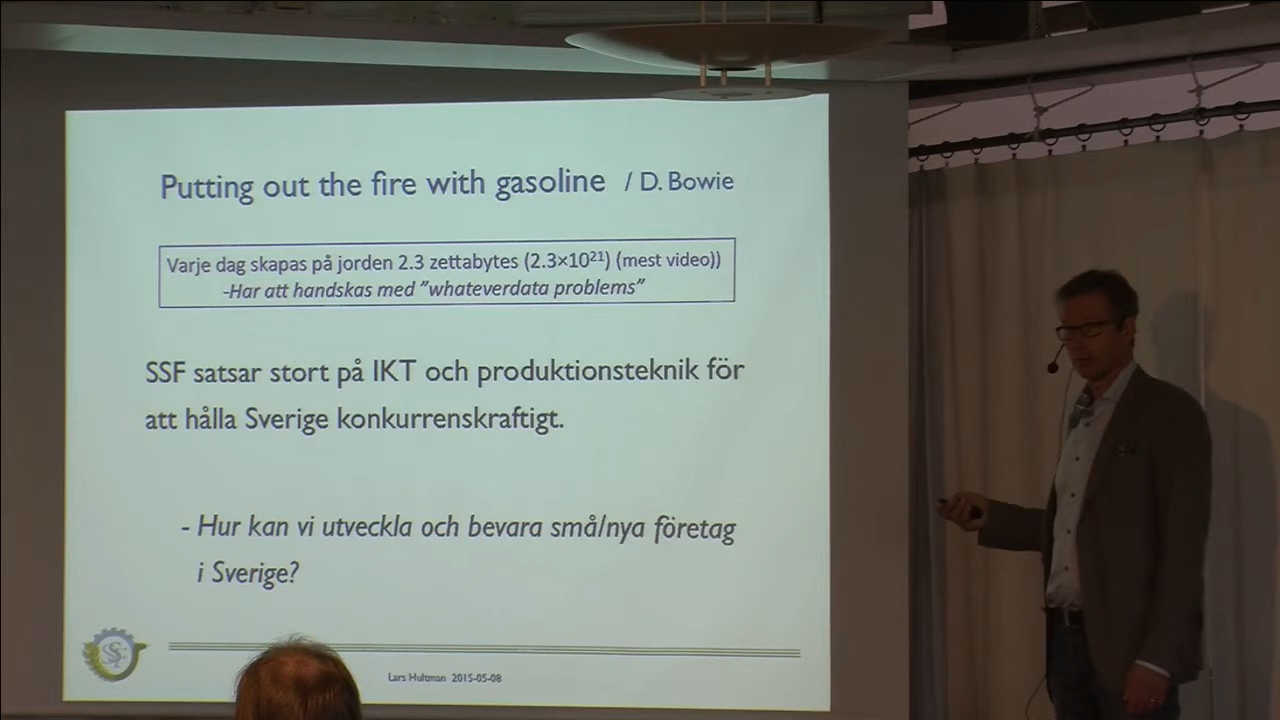 Putting out the fire with gasoline / D. Bowie
Varje dag skapas på jorden 2.3 zettabytes (2.3×10²¹) (mest video))
-Har att handskas med ”whateverdata problems”
SSF satsar stort på IKT och produktionsteknik för
att hålla Sverige konkurrenskraftigt.
- Hur kan vi utveckla och bevara små/nya företag
i Sverige?
SSF
Lars Hultman 2015-05-08